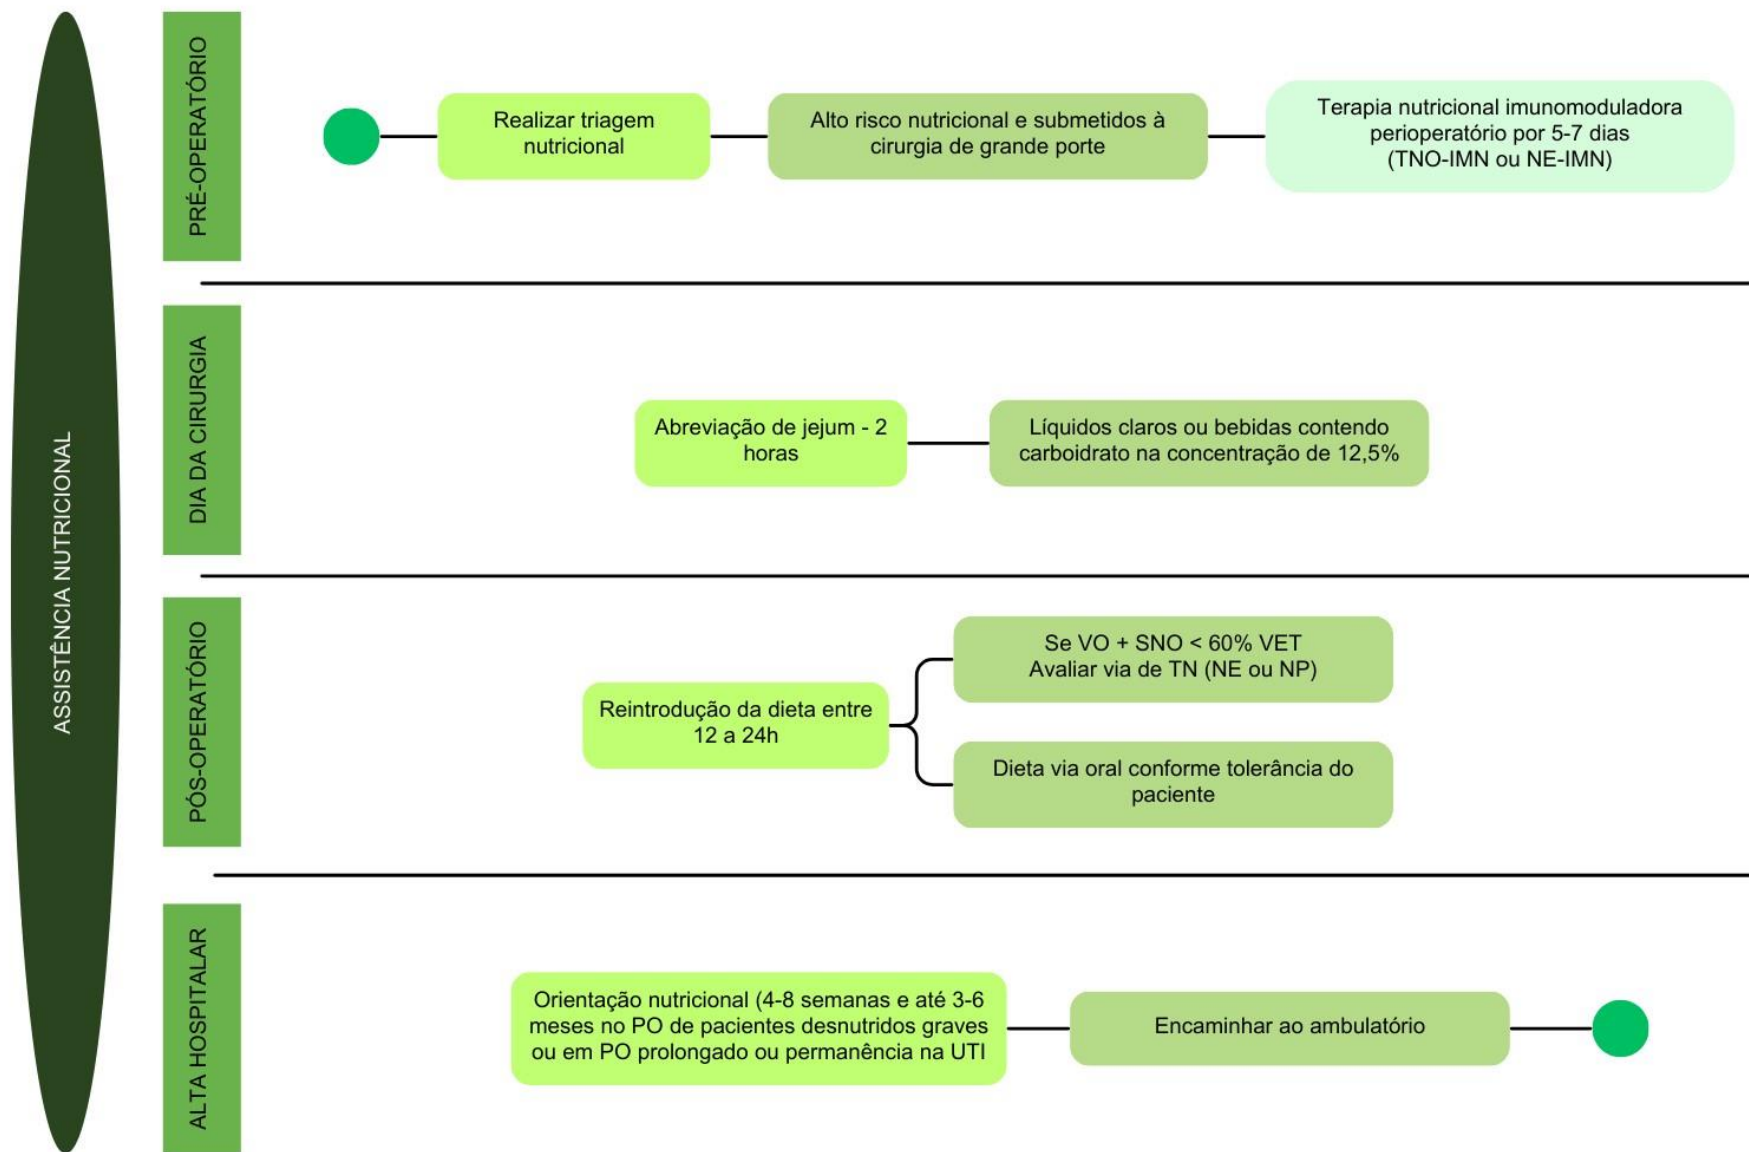 ASSISTÊNCIA NUTRICIONAL
PRÉ-OPERATÓRIO
Realizar triagem
nutricional
Alto risco nutricional e submetidos à
cirurgia de grande porte
Terapia nutricional imunomoduladora
perioperatório por 5-7 dias
(TNO-IMN ou NE-IMN)
DIA DA CIRURGIA
Abreviação de jejum - 2
horas
Líquidos claros ou bebidas contendo
carboidrato na concentração de 12,5%
PÓS-OPERATÓRIO
Reintrodução da dieta entre
12 a 24h
Se VO + SNO < 60% VET
Avaliar via de TN (NE ou NP)
Dieta via oral conforme tolerância do
paciente
ALTA HOSPITALAR
Orientação nutricional (4-8 semanas e até 3-6
meses no PO de pacientes desnutridos graves
ou em PO prolongado ou permanência na UTI
Encaminhar ao ambulatório